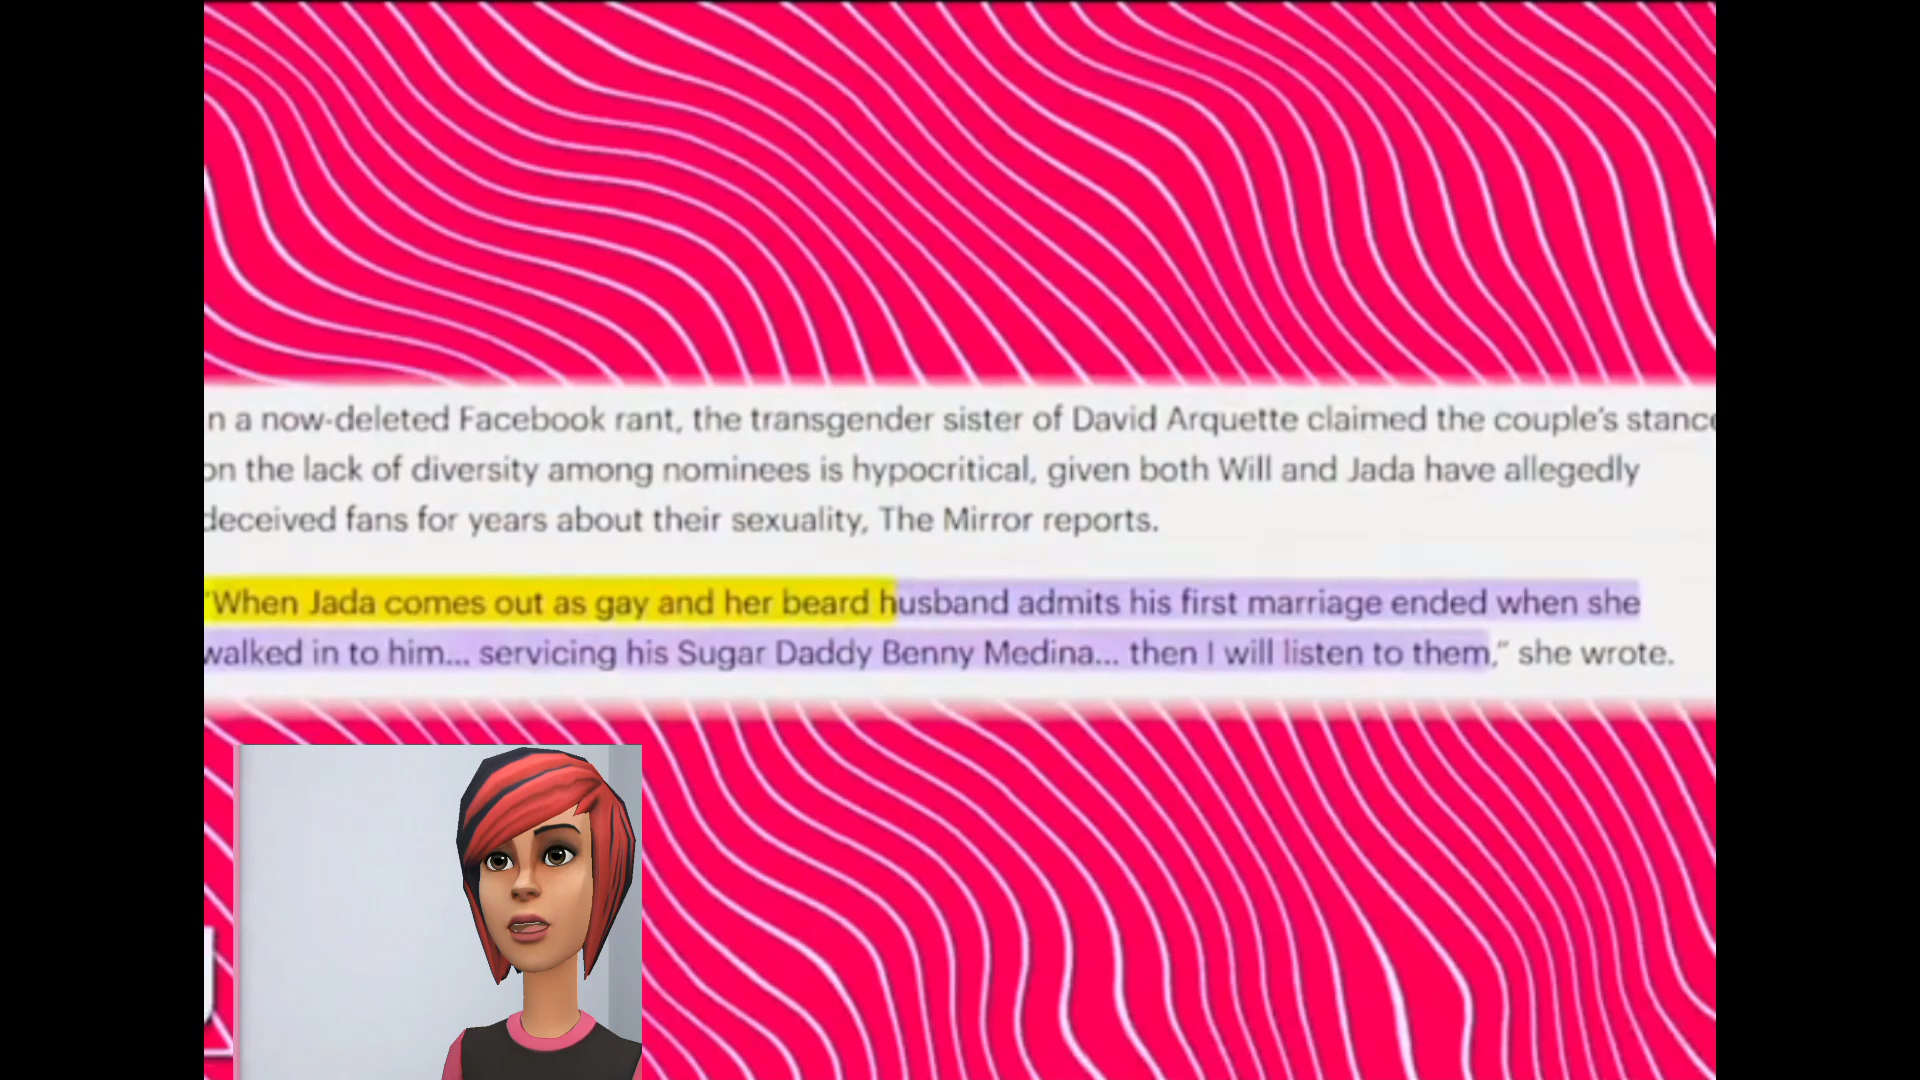 n a now-deleted Facebook rant, the transgender sister of David Arquette claimed the couple's stance
on the lack of diversity among nominees is hypocritical, given both Will and Jada have allegedly
deceived fans for years about their sexuality, The Mirror reports.
"When Jada comes out as gay and her beard husband admits his first marriage ended when she
walked in to him... servicing his Sugar Daddy Benny Medina... then I will listen to them," she wrote.